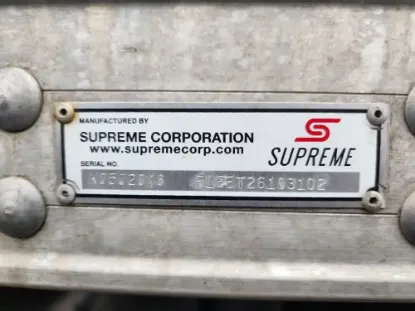 MANUFACTURED BY
SUPREME CORPORATION
www.supremecorp.com
SUPREME
SERIAL NO.